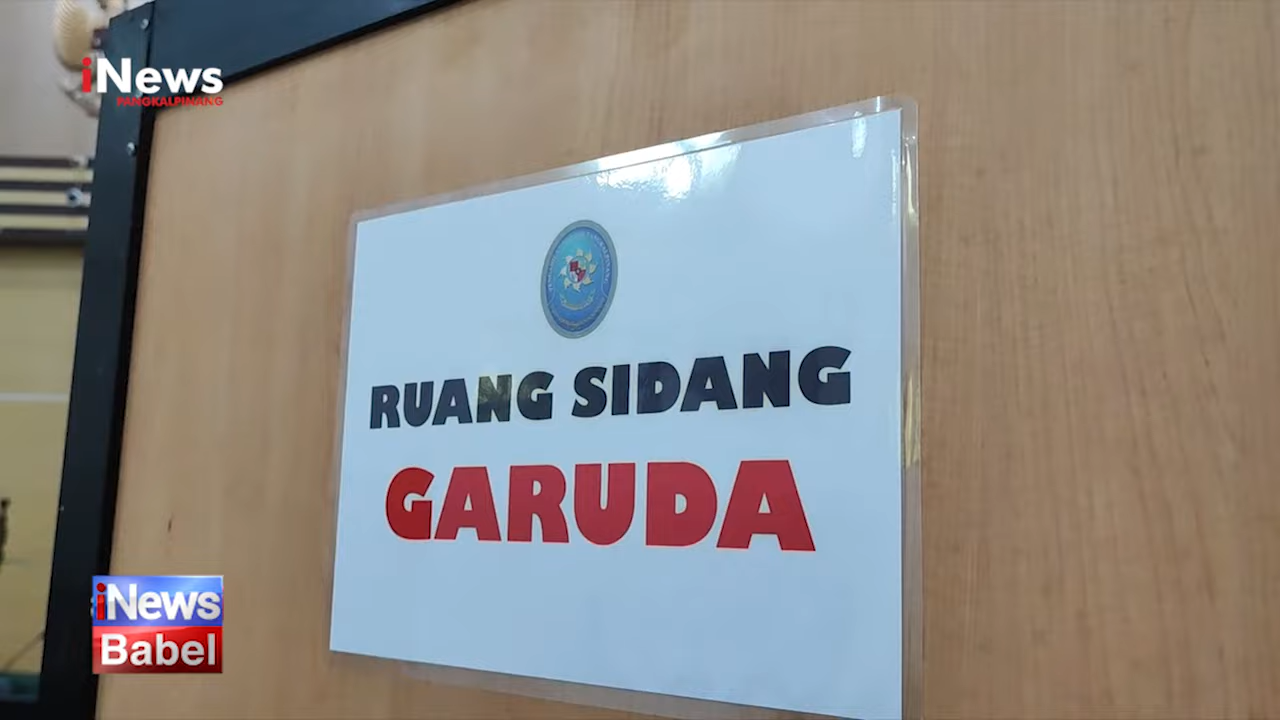 iNews
PANGKALPINANG
RUANG SIDANG
GARUDA
iNews
Babel